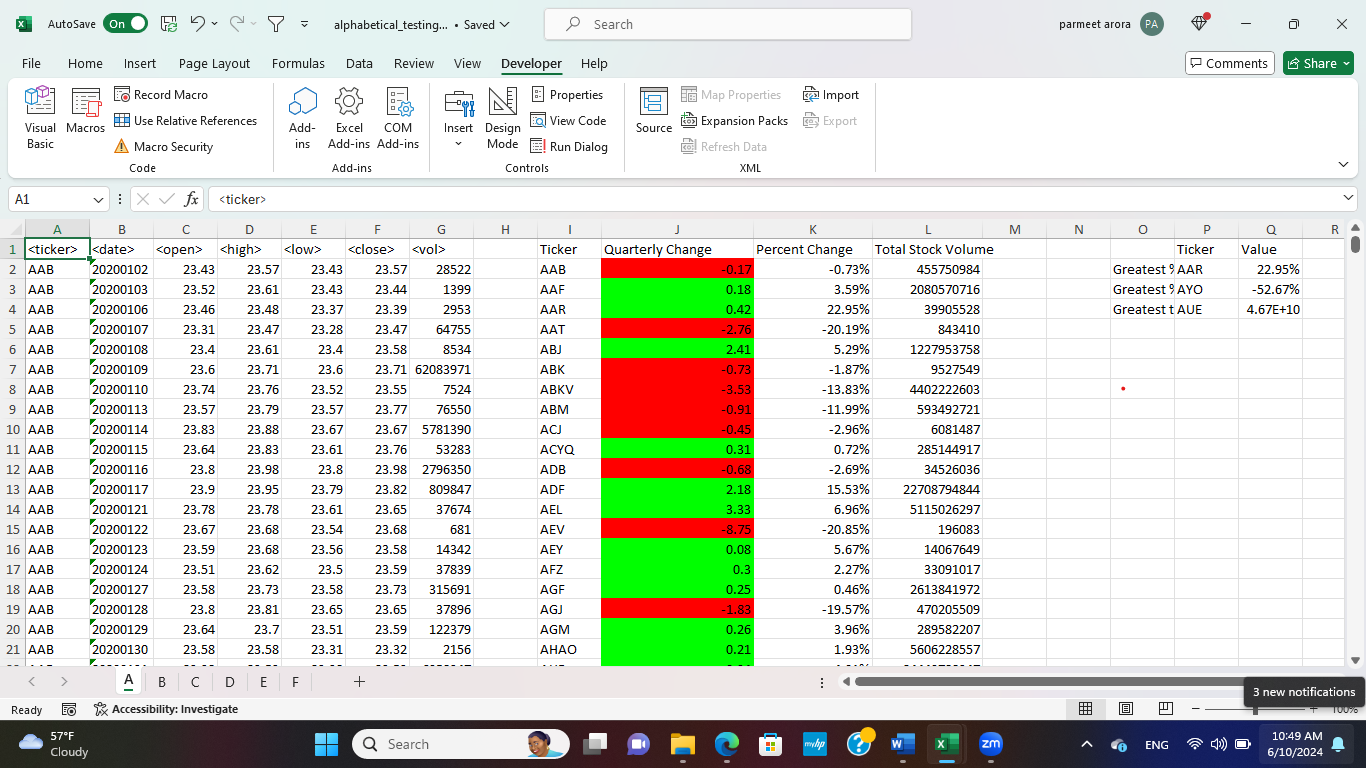 AutoSave On alphabetical_testing... • Saved Search parmeet arora PA
File Home Insert Page Layout Formulas Data Review View Developer Help Comments Share
Visual Basic Macros Record Macro Use Relative References Macro Security Code
Add-ins Excel Add-ins COM Add-ins Add-ins
Insert Design Mode Properties View Code Run Dialog Controls
Source Map Properties Expansion Packs Refresh Data Import Export XML
A1 fx <ticker>
A B C D E F G H I J K L M N O P Q R
1 <ticker> <date> <open> <high> <low> <close> <vol> Ticker Quarterly Change Percent Change Total Stock Volume Ticker Value
2 AAB 20200102 23.43 23.57 23.43 23.57 28522 AAB -0.17 -0.73% 455750984 Greatest % AAR 22.95%
3 AAB 20200103 23.52 23.61 23.43 23.44 1399 AAF 0.18 3.59% 2080570716 Greatest % AYO -52.67%
4 AAB 20200106 23.46 23.48 23.37 23.39 2953 AAR 0.42 22.95% 39905528 Greatest t AUE 4.67E+10
5 AAB 20200107 23.31 23.47 23.28 23.47 64755 AAT -2.76 -20.19% 843410
6 AAB 20200108 23.4 23.61 23.4 23.58 8534 ABJ 2.41 5.29% 1227953758
7 AAB 20200109 23.6 23.71 23.6 23.71 62083971 ABK -0.73 -1.87% 9527549
8 AAB 20200110 23.74 23.76 23.52 23.55 7524 ABKV -3.53 -13.83% 4402222603
9 AAB 20200113 23.57 23.79 23.57 23.77 76550 ABM -0.91 -11.99% 593492721
10 AAB 20200114 23.83 23.88 23.67 23.67 5781390 ACJ -0.45 -2.96% 6081487
11 AAB 20200115 23.64 23.83 23.61 23.76 53283 ACYQ 0.31 0.72% 285144917
12 AAB 20200116 23.8 23.98 23.8 23.98 2796350 ADB -0.68 -2.69% 34526036
13 AAB 20200117 23.9 23.95 23.79 23.82 809847 ADF 2.18 15.53% 22708794844
14 AAB 20200121 23.78 23.78 23.61 23.65 37674 AEL 3.33 6.96% 5115026297
15 AAB 20200122 23.67 23.68 23.54 23.68 681 AEV -8.75 -20.85% 196083
16 AAB 20200123 23.59 23.68 23.56 23.58 14342 AEY 0.08 5.67% 14067649
17 AAB 20200124 23.51 23.62 23.5 23.59 37839 AFZ 0.3 2.27% 33091017
18 AAB 20200127 23.58 23.73 23.58 23.73 315691 AGF 0.25 0.46% 2613841972
19 AAB 20200128 23.8 23.81 23.65 23.65 37896 AGJ -1.83 -19.57% 470205509
20 AAB 20200129 23.64 23.7 23.51 23.59 122379 AGM 0.26 3.96% 289582207
21 AAB 20200130 23.58 23.58 23.31 23.32 2156 AHAO 0.21 1.93% 5606228557
A B C D E F
3 new notifications
Ready Accessibility: Investigate 100%
57°F Cloudy Search myhp W zm ENG 10:49 AM 6/10/2024